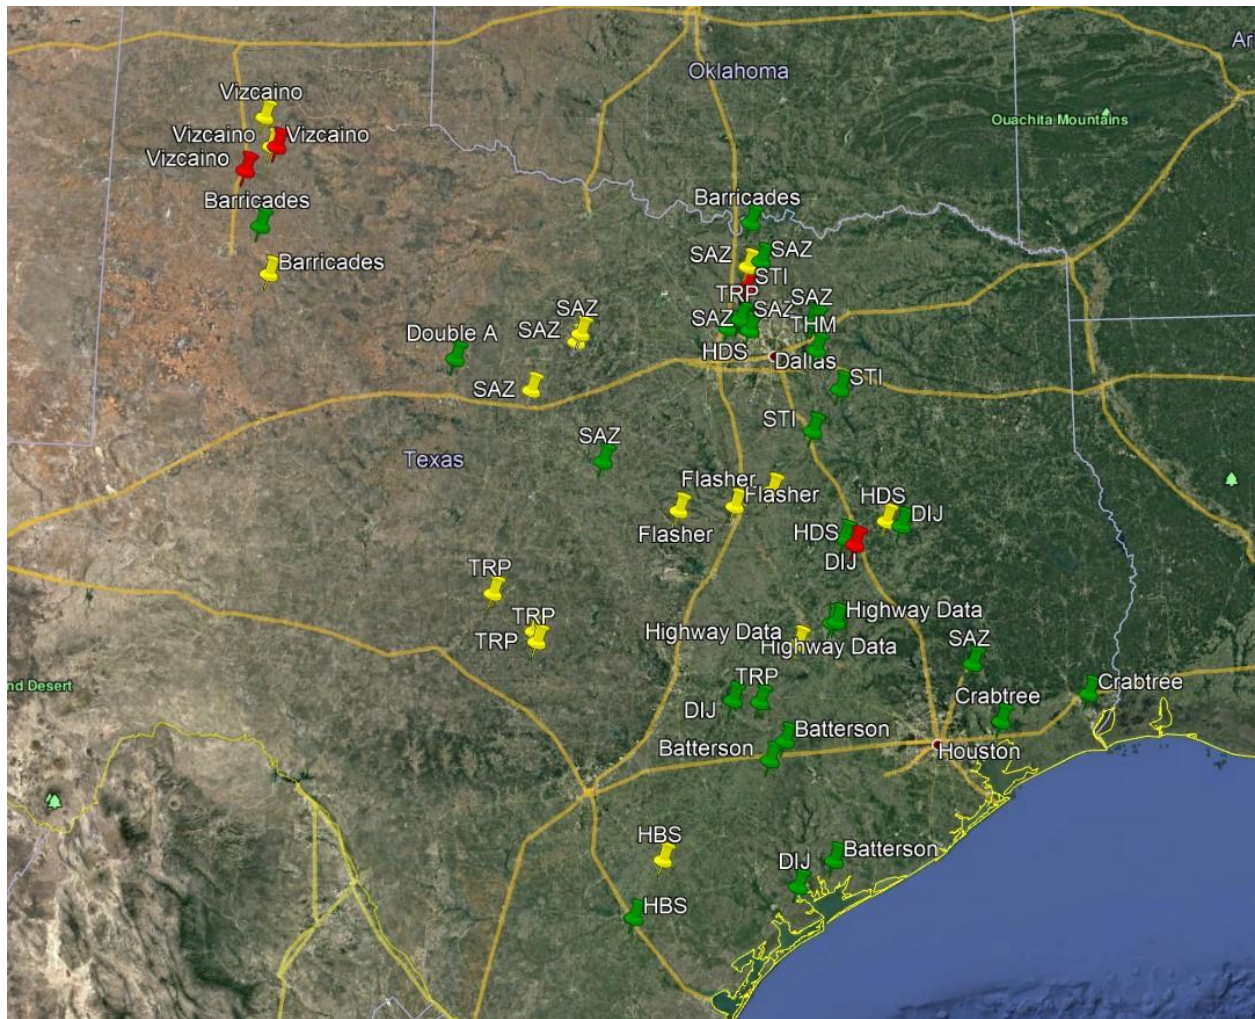 Ar
Oklahoma
Vizcaino
Ouachita Mountains
Vizcaino
Vizcaino
Vizcaino
Barricades
Barricades
SAZ
SAZ
Barricades
STI
TRP
SAZ
SAZ
SAZ
SAZ
THM
SAZ
Double A
HDS
Dallas
STI
SAZ
STI
SAZ
Texas
Flasher
Flasher
HDS
DIJ
Flasher
HDS
DIJ
TRP
Highway Data
TRP
Highway Data
TRP
Highway Data
SAZ
nd Desert
TRP
Crabtree
DIJ
Crabtree
Batterson
Batterson
Houston
HBS
Batterson
DIJ
HBS